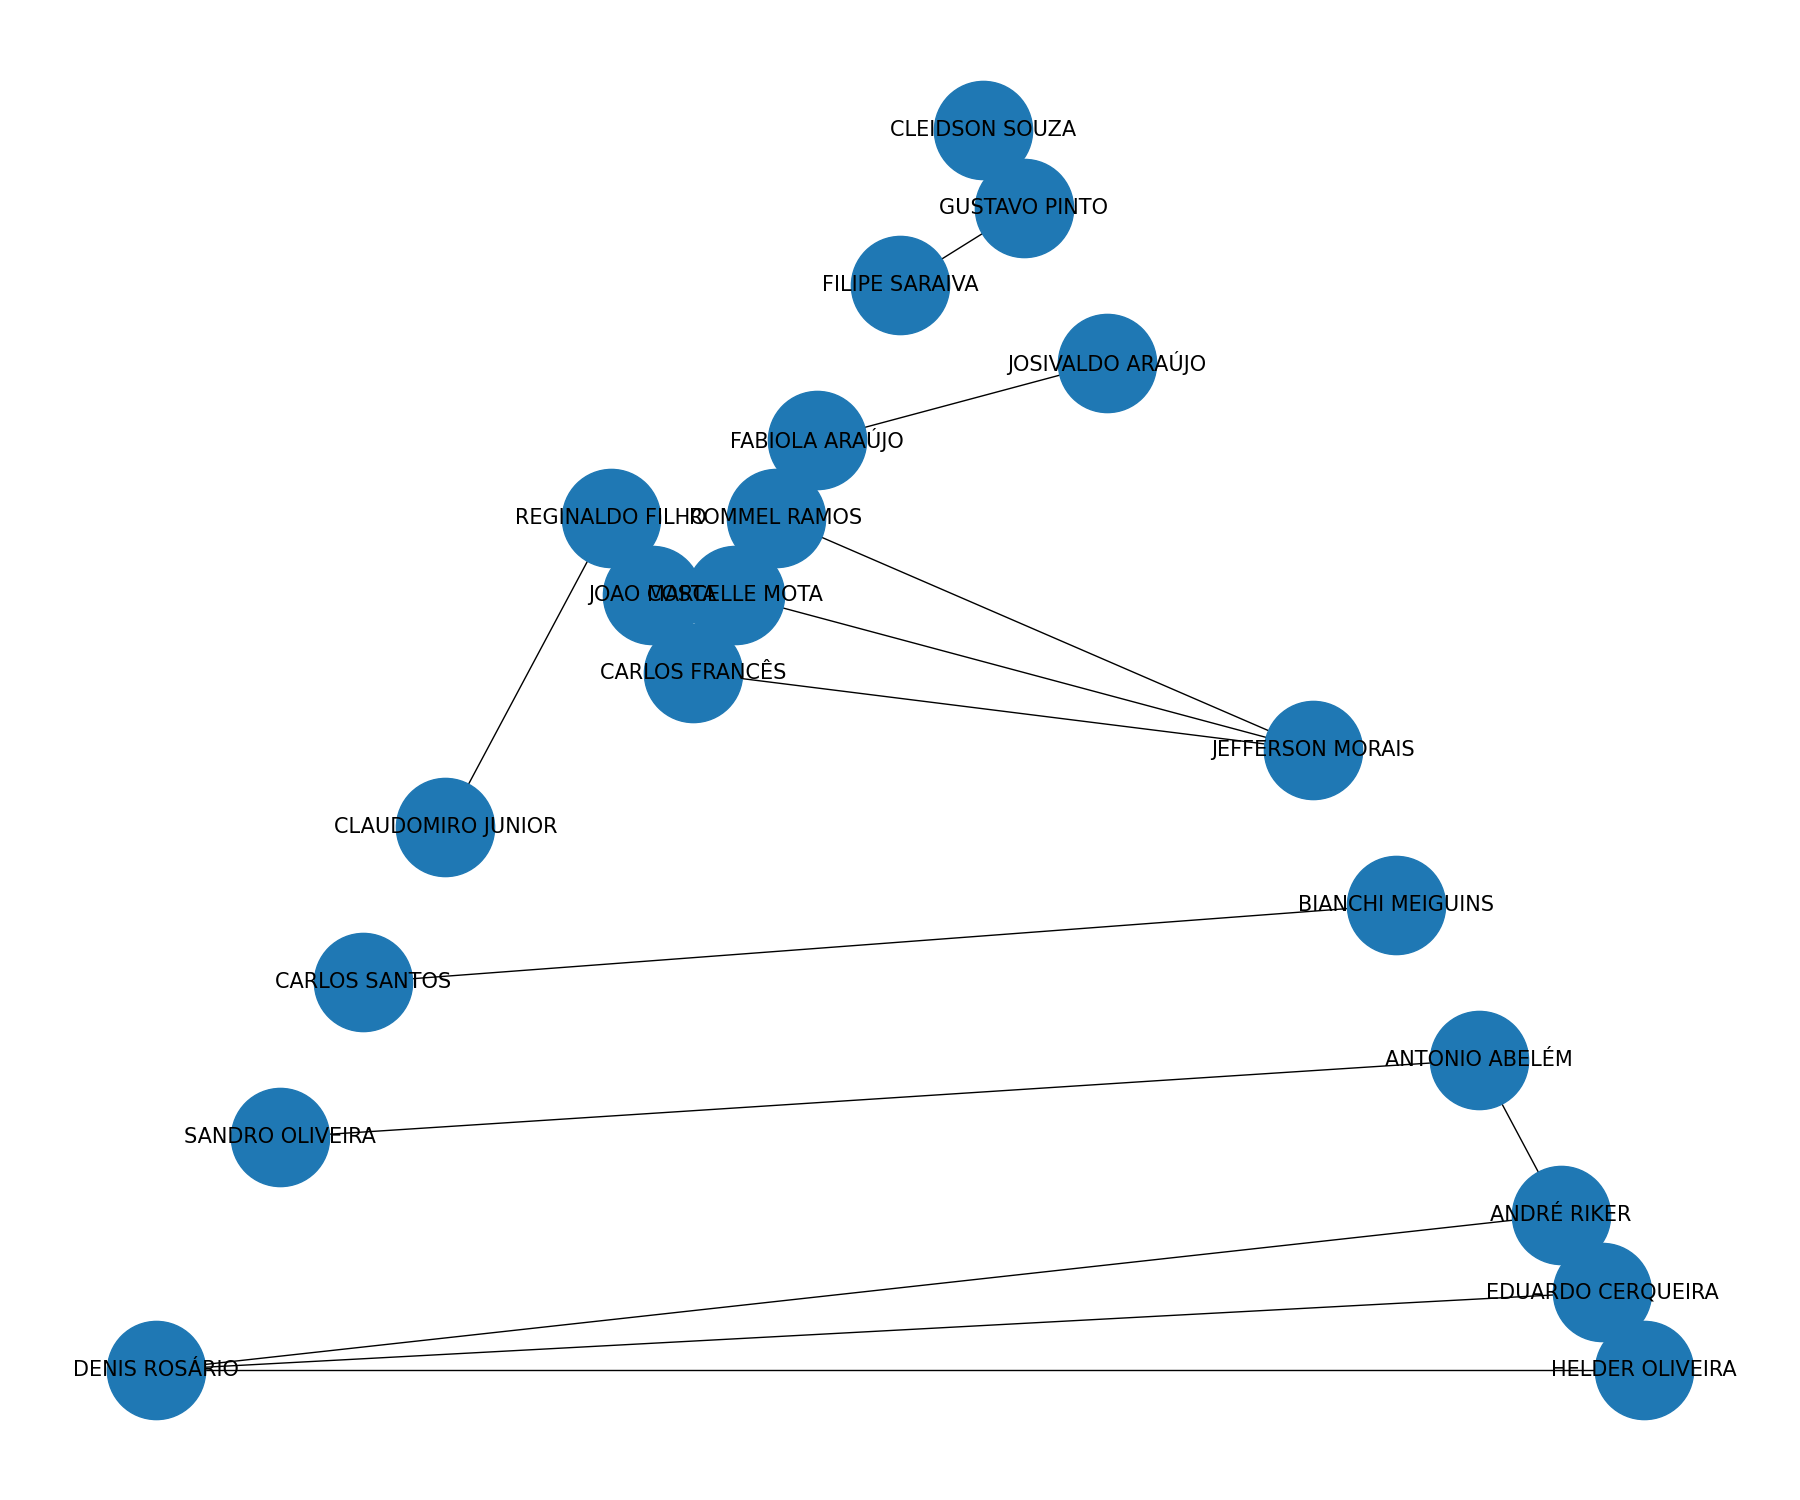 CLEIDSON SOUZA
GUSTAVO PINTO
FILIPE SARAIVA
JOSIVALDO ARAÚJO
FABIOLA ARAÚJO
REGINALDO FILHO
ROMMEL RAMOS
JOAO COSTA
MARCELLE MOTA
CARLOS FRANCÊS
JEFFERSON MORAIS
CLAUDOMIRO JUNIOR
BIANCHI MEIGUINS
CARLOS SANTOS
ANTONIO ABELÉM
SANDRO OLIVEIRA
ANDRÉ RIKER
EDUARDO CERQUEIRA
DENIS ROSÁRIO
HELDER OLIVEIRA